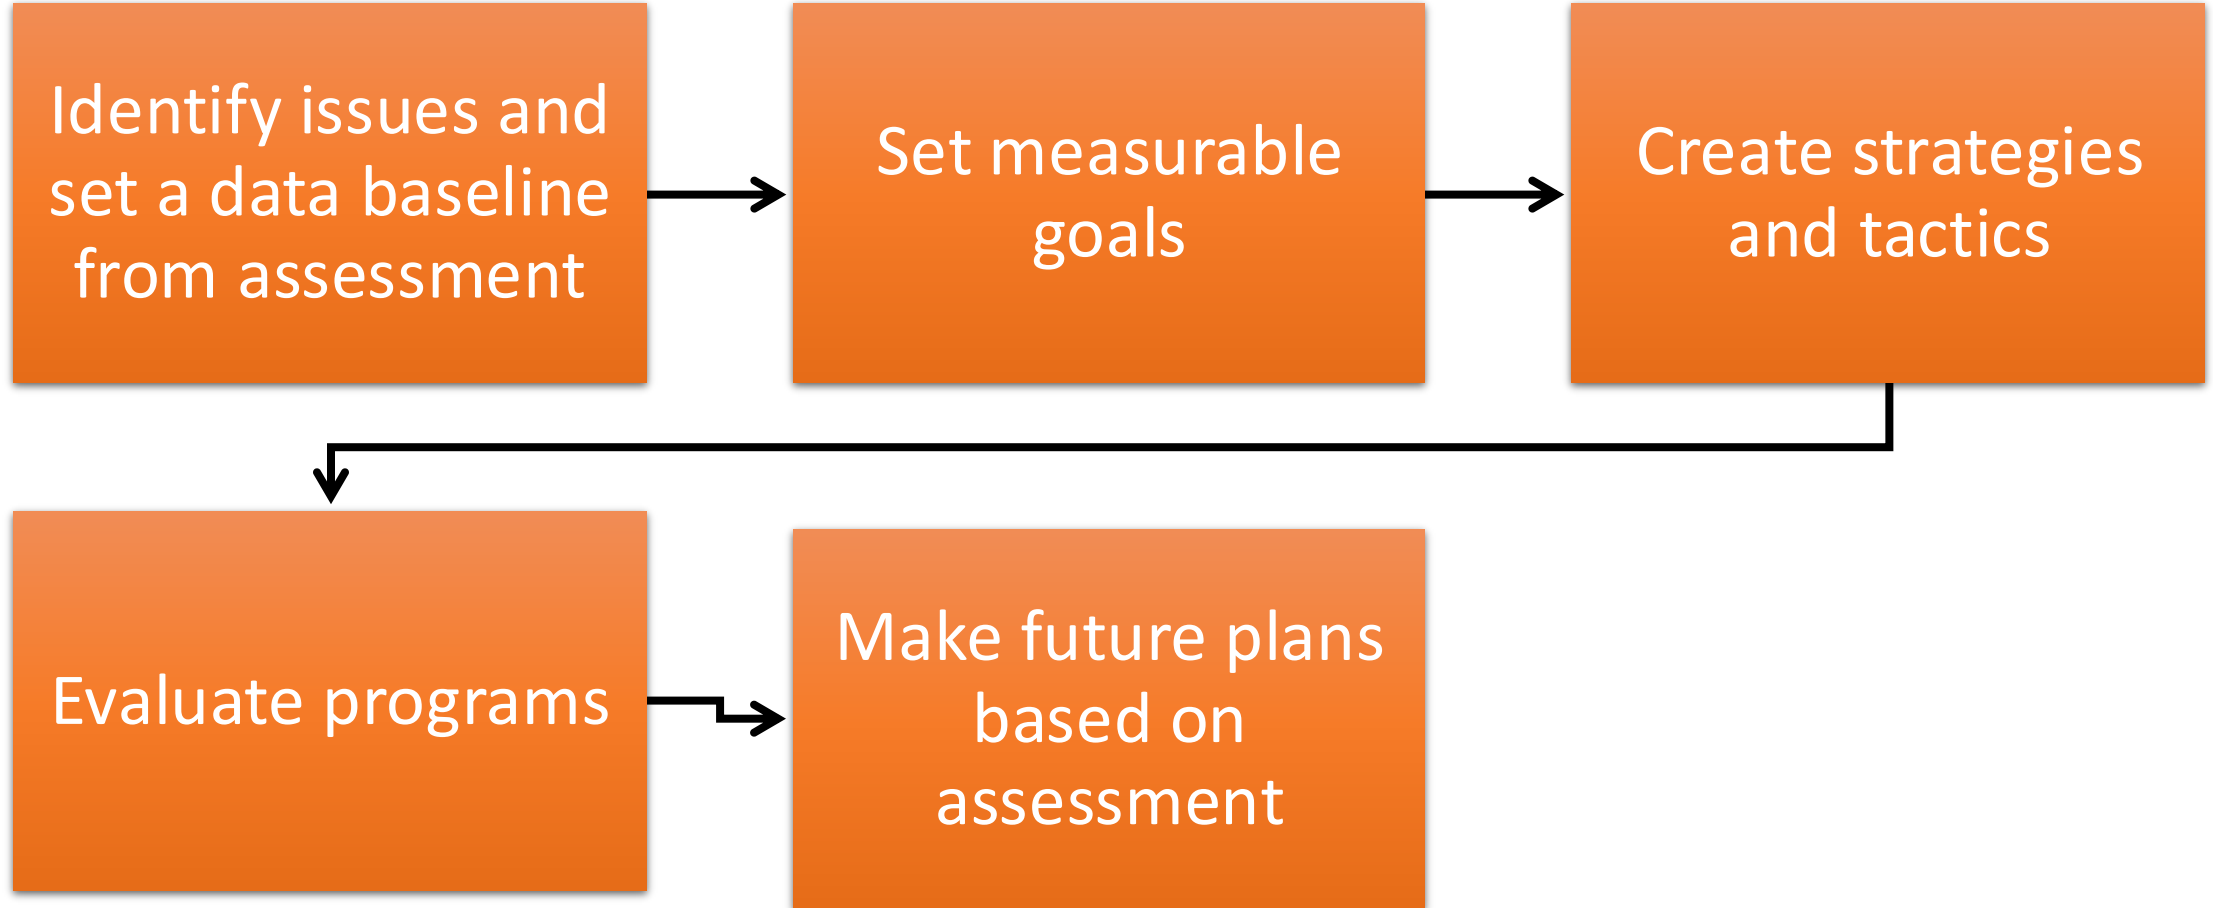 Identify issues and
set a data baseline
from assessment
Set measurable
goals
Create strategies
and tactics
Evaluate programs
Make future plans
based on
assessment